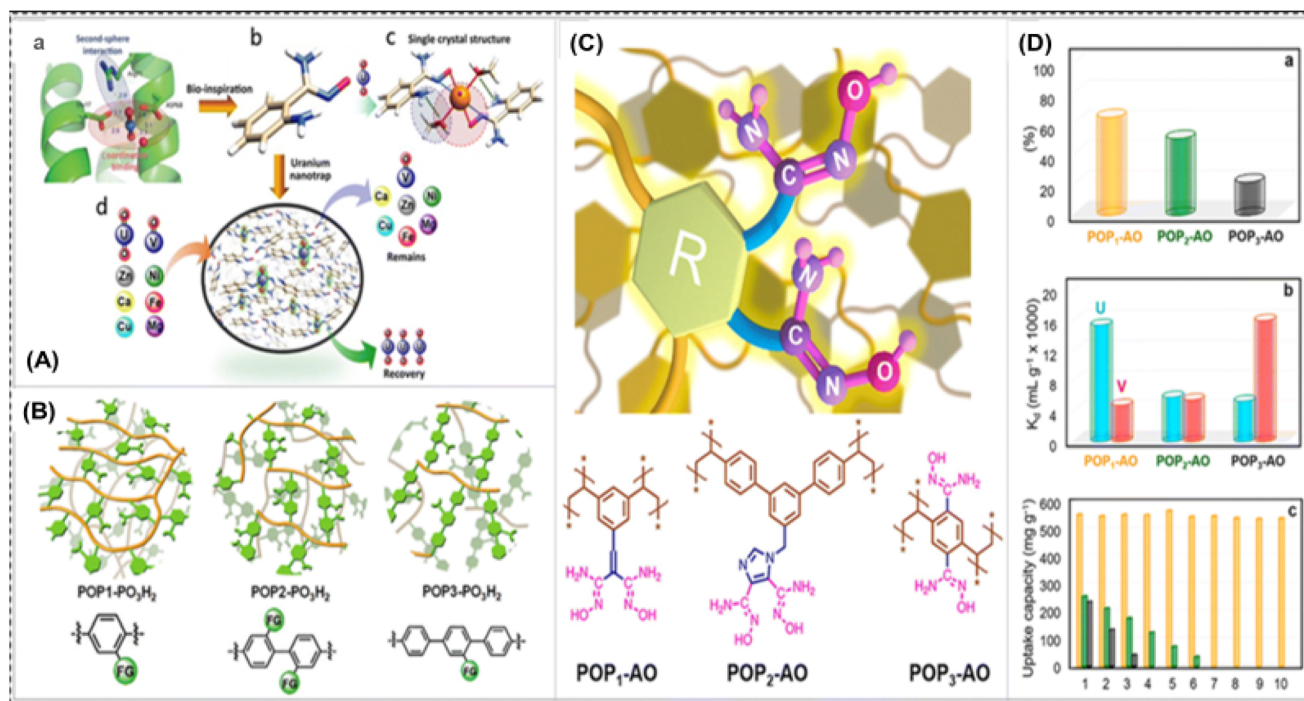 a
Second-sphere
interaction
Coordination
binding
Bio-inspiration
b
c
Single crystal structure
Uranium
nanotrap
d
U
V
Zn
Ni
Ca
Fe
Cu
Mg
V
Ca
Zn
Ni
Cu
Fe
Mg
Remains
Recovery
(A)
(B)
POP1-PO₃H₂
POP2-PO₃H₂
POP3-PO₃H₂
FG
FG
FG
FG
(C)
R
N
C
N
O
N
C
N
O
H₂N
NH₂
N
N
HO
OH
N
N
H₂N
NH₂
N
N
HO
OH
OH
N
NH₂
H₂N
N
OH
POP₁-AO
POP₂-AO
POP₃-AO
(D)
a
100
80
60
40
20
0
(%)
POP₁-AO
POP₂-AO
POP₃-AO
b
20
16
12
8
4
0
K_d (mL g⁻¹ x 1000)
U
V
POP₁-AO
POP₂-AO
POP₃-AO
c
600
500
400
300
200
100
0
Uptake capacity (mg g⁻¹)
1 2 3 4 5 6 7 8 9 10